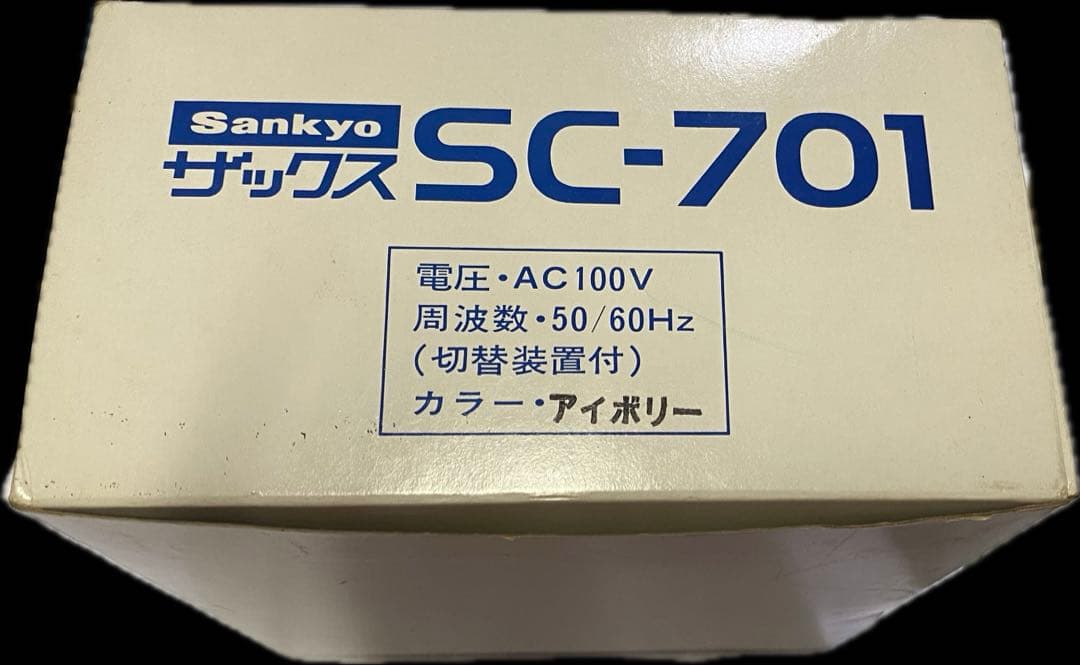 Sankyo
ザックス SC-701
電圧・AC100V
周波数・50/60Hz
(切替装置付)
カラー・アイボリー